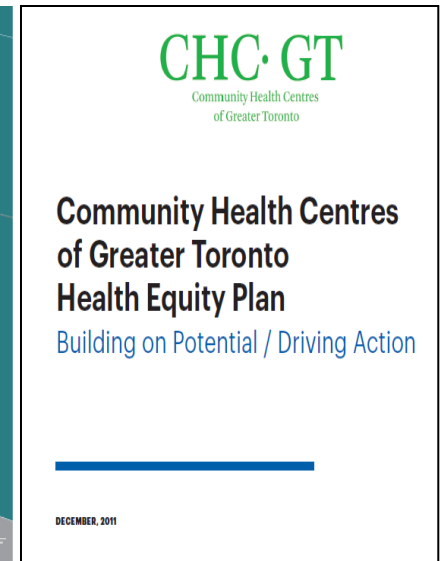 CHC· GT
Community Health Centres
of Greater Toronto
Community Health Centres
of Greater Toronto
Health Equity Plan
Building on Potential / Driving Action
DECEMBER, 2011